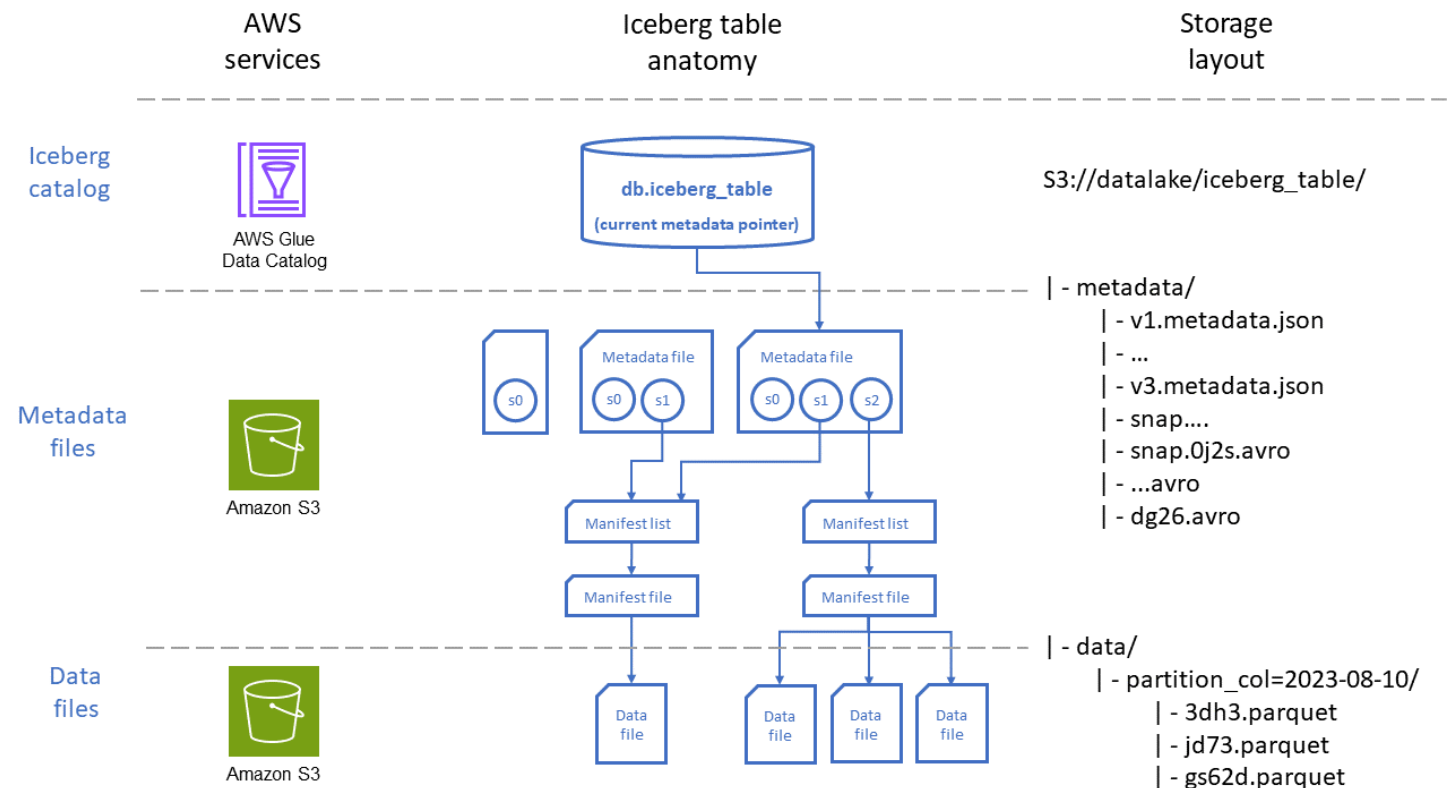 AWS
services
Iceberg table
anatomy
Storage
layout
Iceberg
catalog
AWS Glue
Data Catalog
db.iceberg_table
(current metadata pointer)
S3://datalake/iceberg_table/
Metadata
files
Amazon S3
s0
Metadata file
s0
s1
Metadata file
s0
s1
s2
Manifest list
Manifest list
Manifest file
Manifest file
| - metadata/
| - v1.metadata.json
| - ...
| - v3.metadata.json
| - snap....
| - snap.0j2s.avro
| - ...avro
| - dg26.avro
Data
files
Amazon S3
Data
file
Data
file
Data
file
Data
file
| - data/
| - partition_col=2023-08-10/
| - 3dh3.parquet
| - jd73.parquet
| - gs62d.parquet